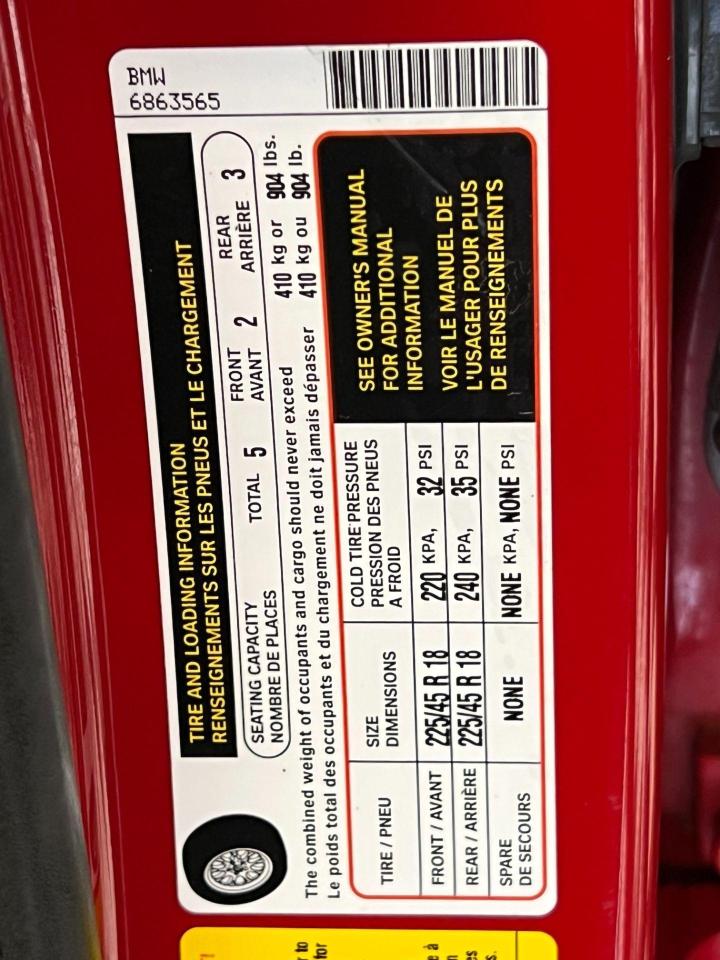 BMW
6863565
TIRE AND LOADING INFORMATION
RENSEIGNEMENTS SUR LES PNEUS ET LE CHARGEMENT
SEATING CAPACITY TOTAL 5 FRONT 2 REAR 3
NOMBRE DE PLACES AVANT ARRIÈRE
The combined weight of occupants and cargo should never exceed 410 kg or 904 lbs.
Le poids total des occupants et du chargement ne doit jamais dépasser 410 kg ou 904 lb.
TIRE / PNEU
SIZE
DIMENSIONS
COLD TIRE PRESSURE
PRESSION DES PNEUS
A FROID
FRONT / AVANT 225/45 R 18 220 KPA, 32 PSI
REAR / ARRIÈRE 225/45 R 18 240 KPA, 35 PSI
SPARE
DE SECOURS
NONE NONE KPA, NONE PSI
SEE OWNER'S MANUAL
FOR ADDITIONAL
INFORMATION
VOIR LE MANUEL DE
L'USAGER POUR PLUS
DE RENSEIGNEMENTS
to
for
à